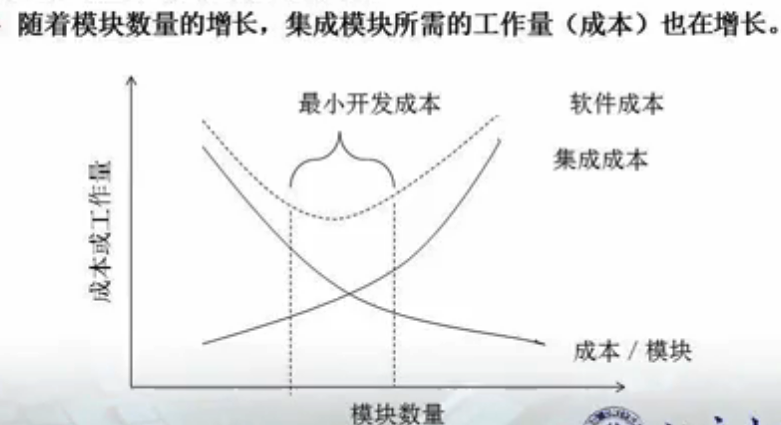 随着模块数量的增长，集成模块所需的工作量（成本）也在增长。
最小开发成本
软件成本
集成成本
成本或工作量
成本 / 模块
模块数量